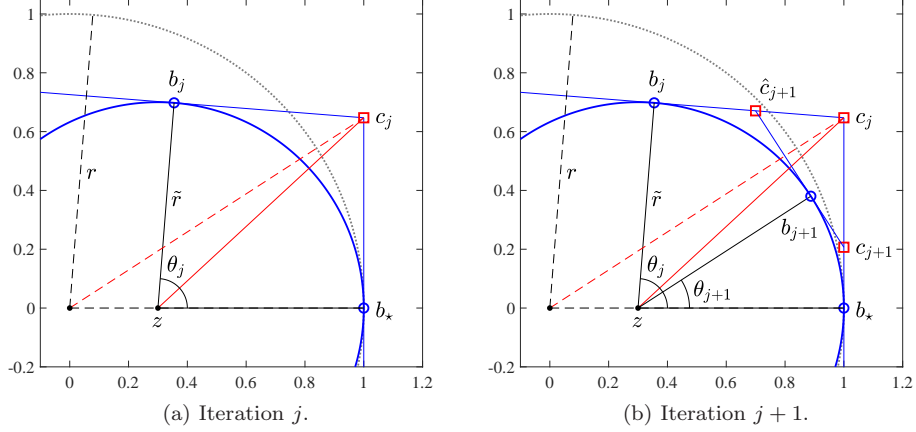 1
0.8
0.6
0.4
0.2
0
-0.2
0 0.2 0.4 0.6 0.8 1 1.2
r
b_j
c_j
r̃
θ_j
z
b_⋆
(a) Iteration j.
1
0.8
0.6
0.4
0.2
0
-0.2
0 0.2 0.4 0.6 0.8 1 1.2
r
b_j
ĉ_{j+1}
c_j
r̃
b_{j+1}
c_{j+1}
θ_j
θ_{j+1}
z
b_⋆
(b) Iteration j + 1.